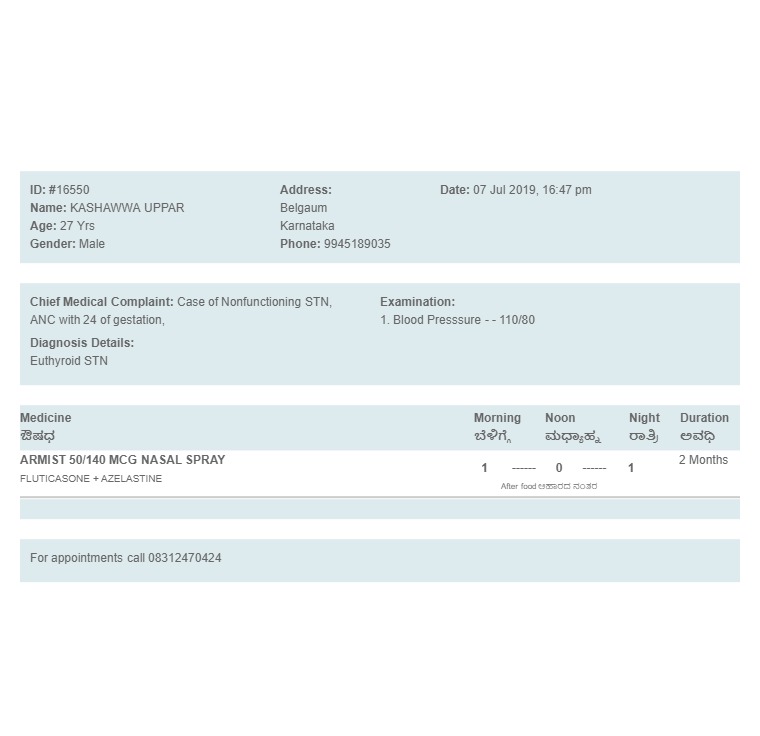 ID: #16550
Name: KASHAWWA UPPAR
Age: 27 Yrs
Gender: Male
Address:
Belgaum
Karnataka
Phone: 9945189035
Date: 07 Jul 2019, 16:47 pm
Chief Medical Complaint: Case of Nonfunctioning STN,
ANC with 24 of gestation,
Diagnosis Details:
Euthyroid STN
Examination:
1. Blood Presssure - - 110/80
Medicine Morning Noon Night Duration
ಔಷಧ ಬೆಳಿಗ್ಗೆ ಮಧ್ಯಾಹ್ನ ರಾತ್ರಿ ಅವಧಿ
ARMIST 50/140 MCG NASAL SPRAY 1 ------ 0 ------ 1 2 Months
FLUTICASONE + AZELASTINE After food ಆಹಾರದ ನಂತರ
For appointments call 08312470424